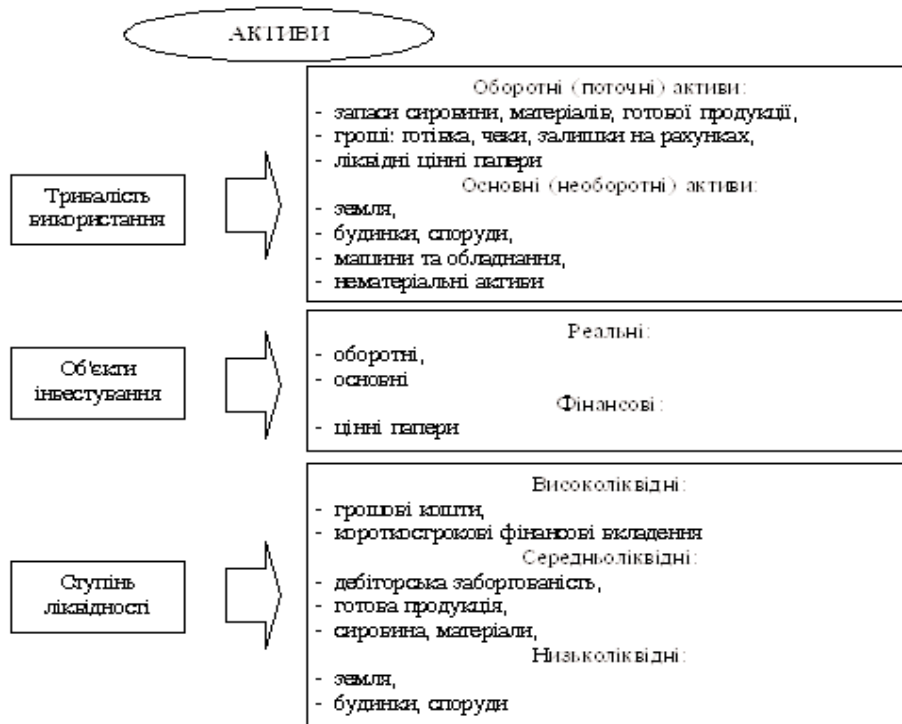 АКТИВИ
Тривалість
використання
Оборотні (поточні) активи:
- запаси сировини, матеріалів, готової продукції,
- гроші: готівка, чеки, залишки на рахунках,
- ліквідні цінні папери
Основні (необоротні) активи:
- земля,
- будинки, споруди,
- машини та обладнання,
- нематеріальні активи
Об'єкти
інвестування
Реальні:
- оборотні,
- основні
Фінансові:
- цінні папери
Ступінь
ліквідності
Високоліквідні:
- грошові кошти,
- короткострокові фінансові вкладення
Середньоліквідні:
- дебіторська заборгованість,
- готова продукція,
- сировина, матеріали,
Низьколіквідні:
- земля,
- будинки, споруди